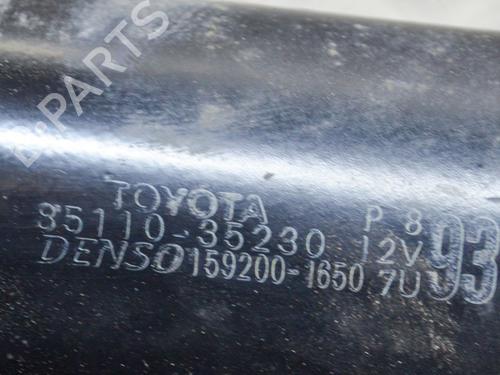 B-PARTS
TOYOTA
85110-35230 P 8
DENSO 159200-1650 12V 93
7U